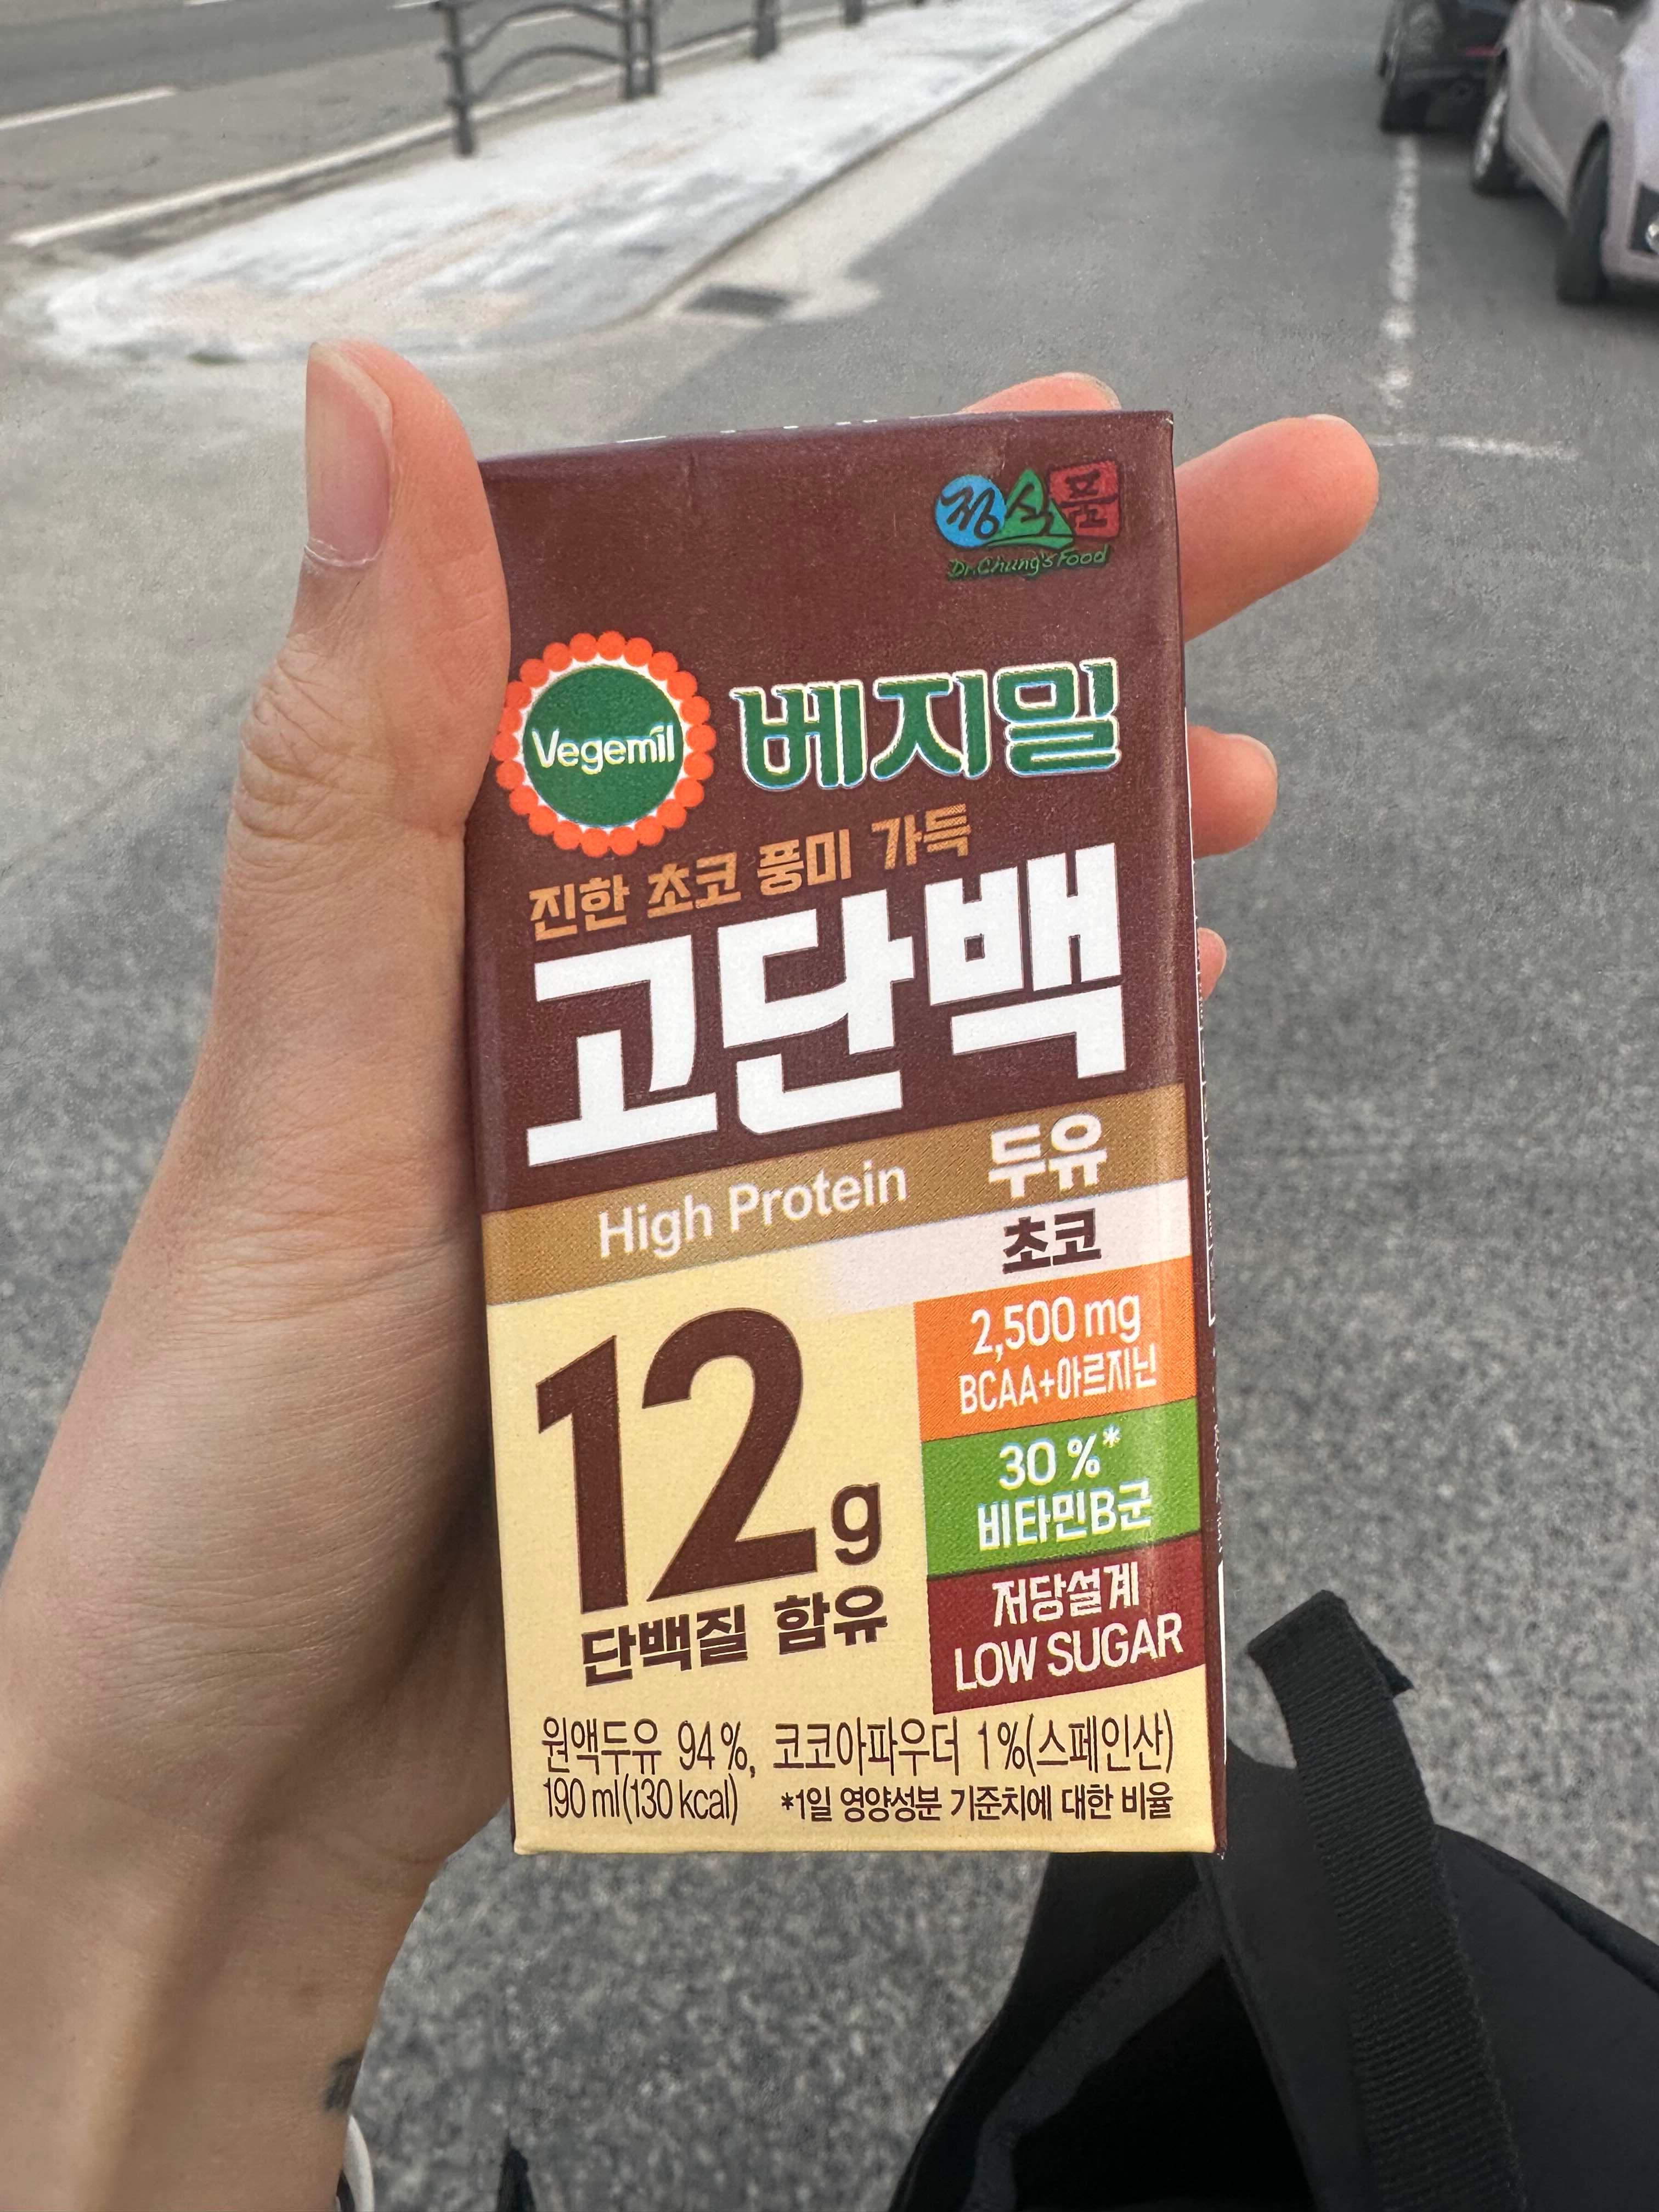 정식품
Dr.Chung's Food
Vegemil
베지밀
진한 초코 풍미 가득
고단백
High Protein 두유
초코
12g
단백질 함유
2,500 mg
BCAA+아르지닌
30 %*
비타민B군
저당설계
LOW SUGAR
원액두유 94%, 코코아파우더 1%(스페인산)
190 ml(130 kcal) *1일 영양성분 기준치에 대한 비율